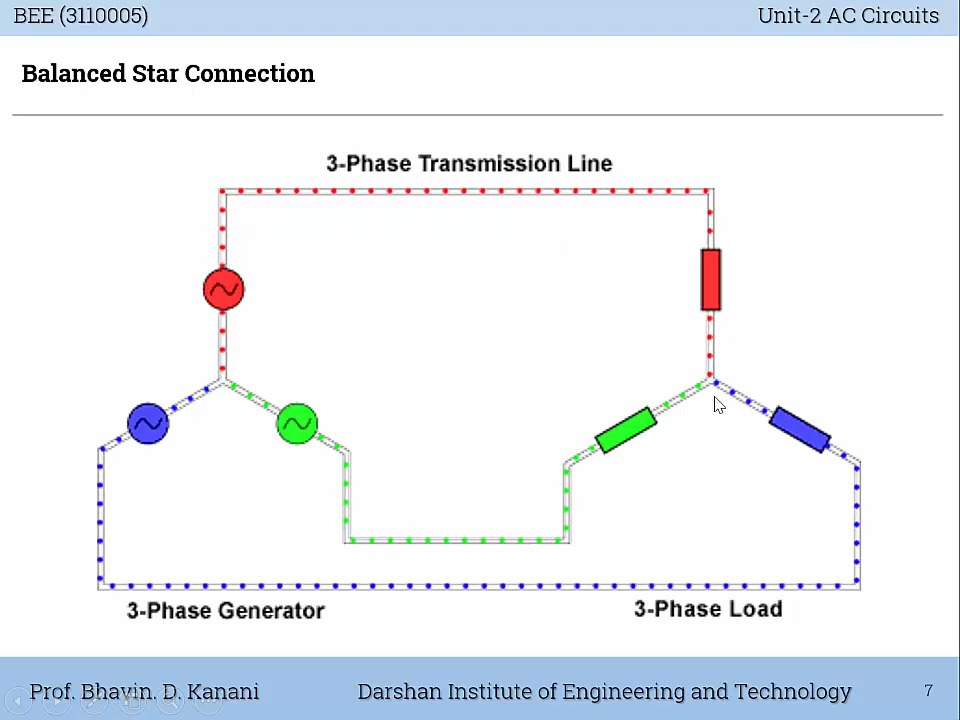 BEE (3110005)
Unit-2 AC Circuits
Balanced Star Connection
3-Phase Transmission Line
3-Phase Generator
3-Phase Load
Prof. Bhavin. D. Kanani
Darshan Institute of Engineering and Technology
7